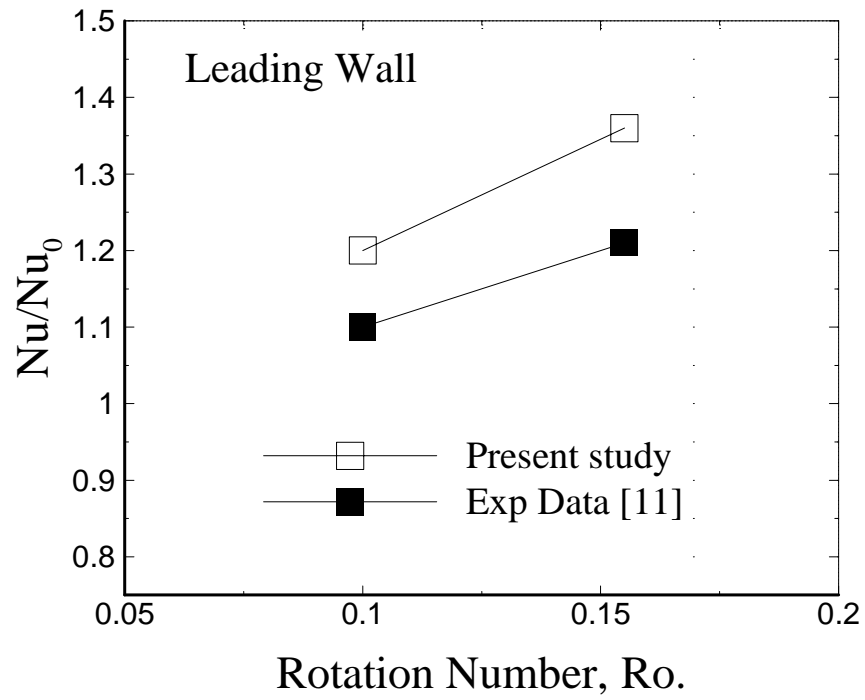 1.5
Leading Wall
1.4
1.3
1.2
Nu/Nu₀
1.1
1
Present study
0.9
Exp Data [11]
0.8
0.05 0.1 0.15 0.2
Rotation Number, Ro.